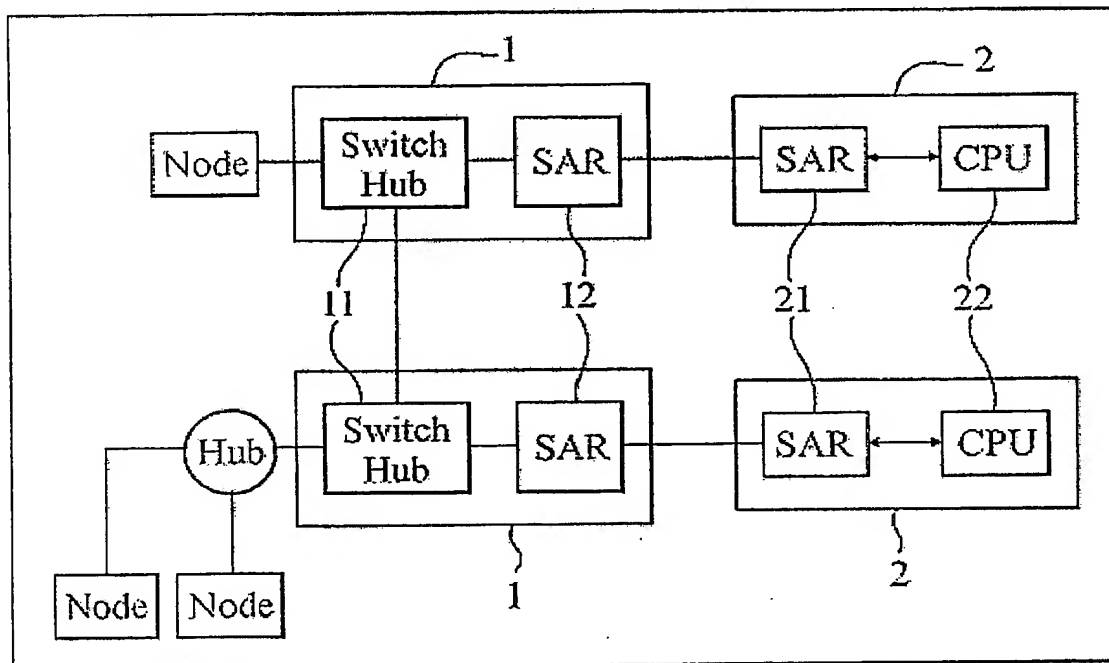 1
2
Node
Switch
Hub
SAR
SAR
CPU
11
12
21
22
Hub
Switch
Hub
SAR
SAR
CPU
Node
Node
1
2